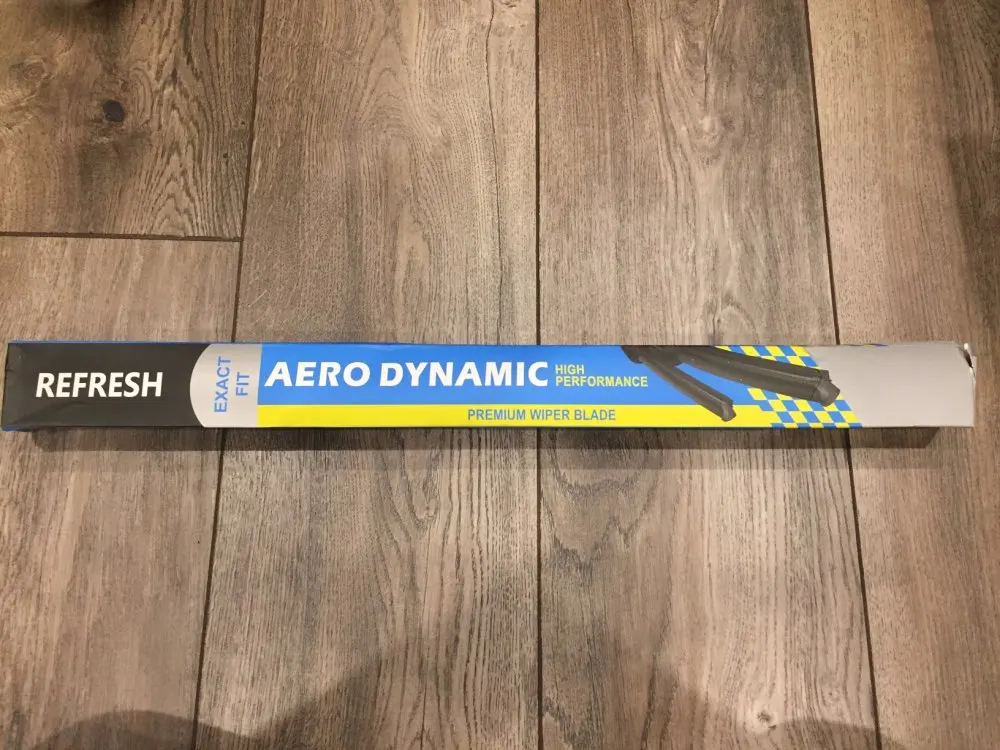 REFRESH
EXACT
FIT
AERO DYNAMIC
HIGH
PERFORMANCE
PREMIUM WIPER BLADE